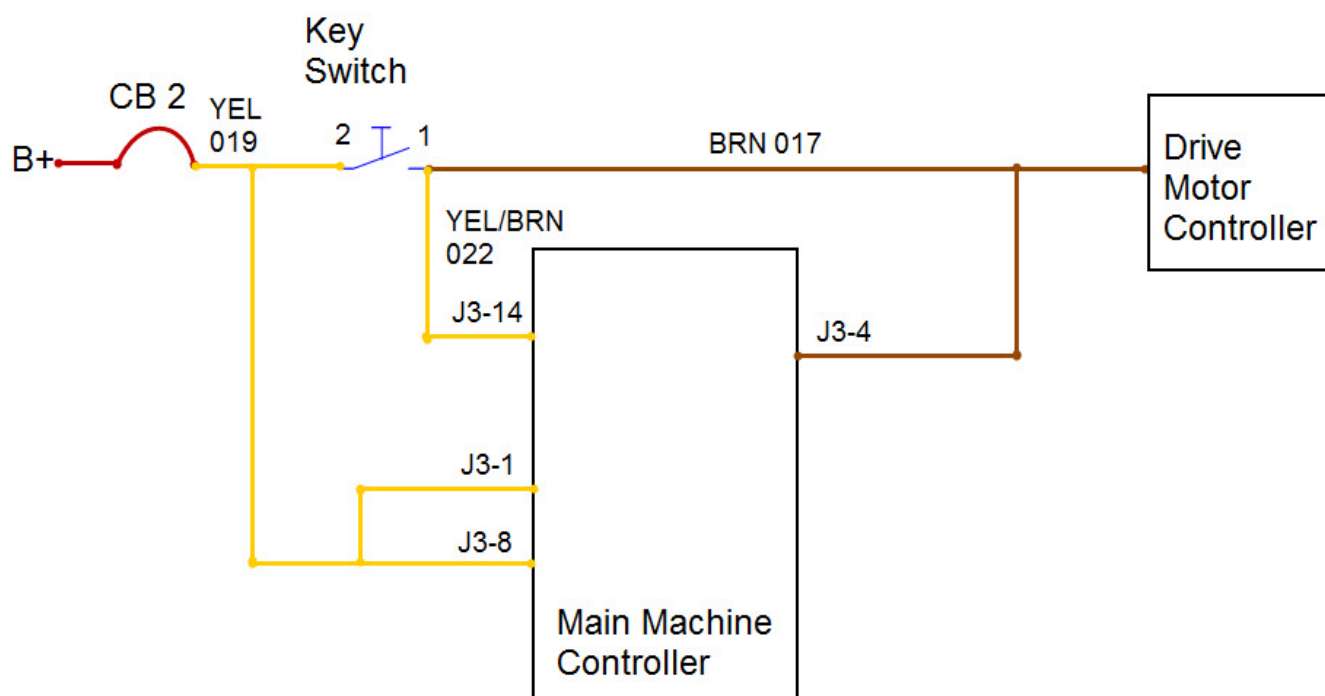 Key
Switch
CB 2
YEL
019
2
1
BRN 017
B+
Drive
Motor
Controller
YEL/BRN
022
J3-14
J3-4
J3-1
J3-8
Main Machine
Controller